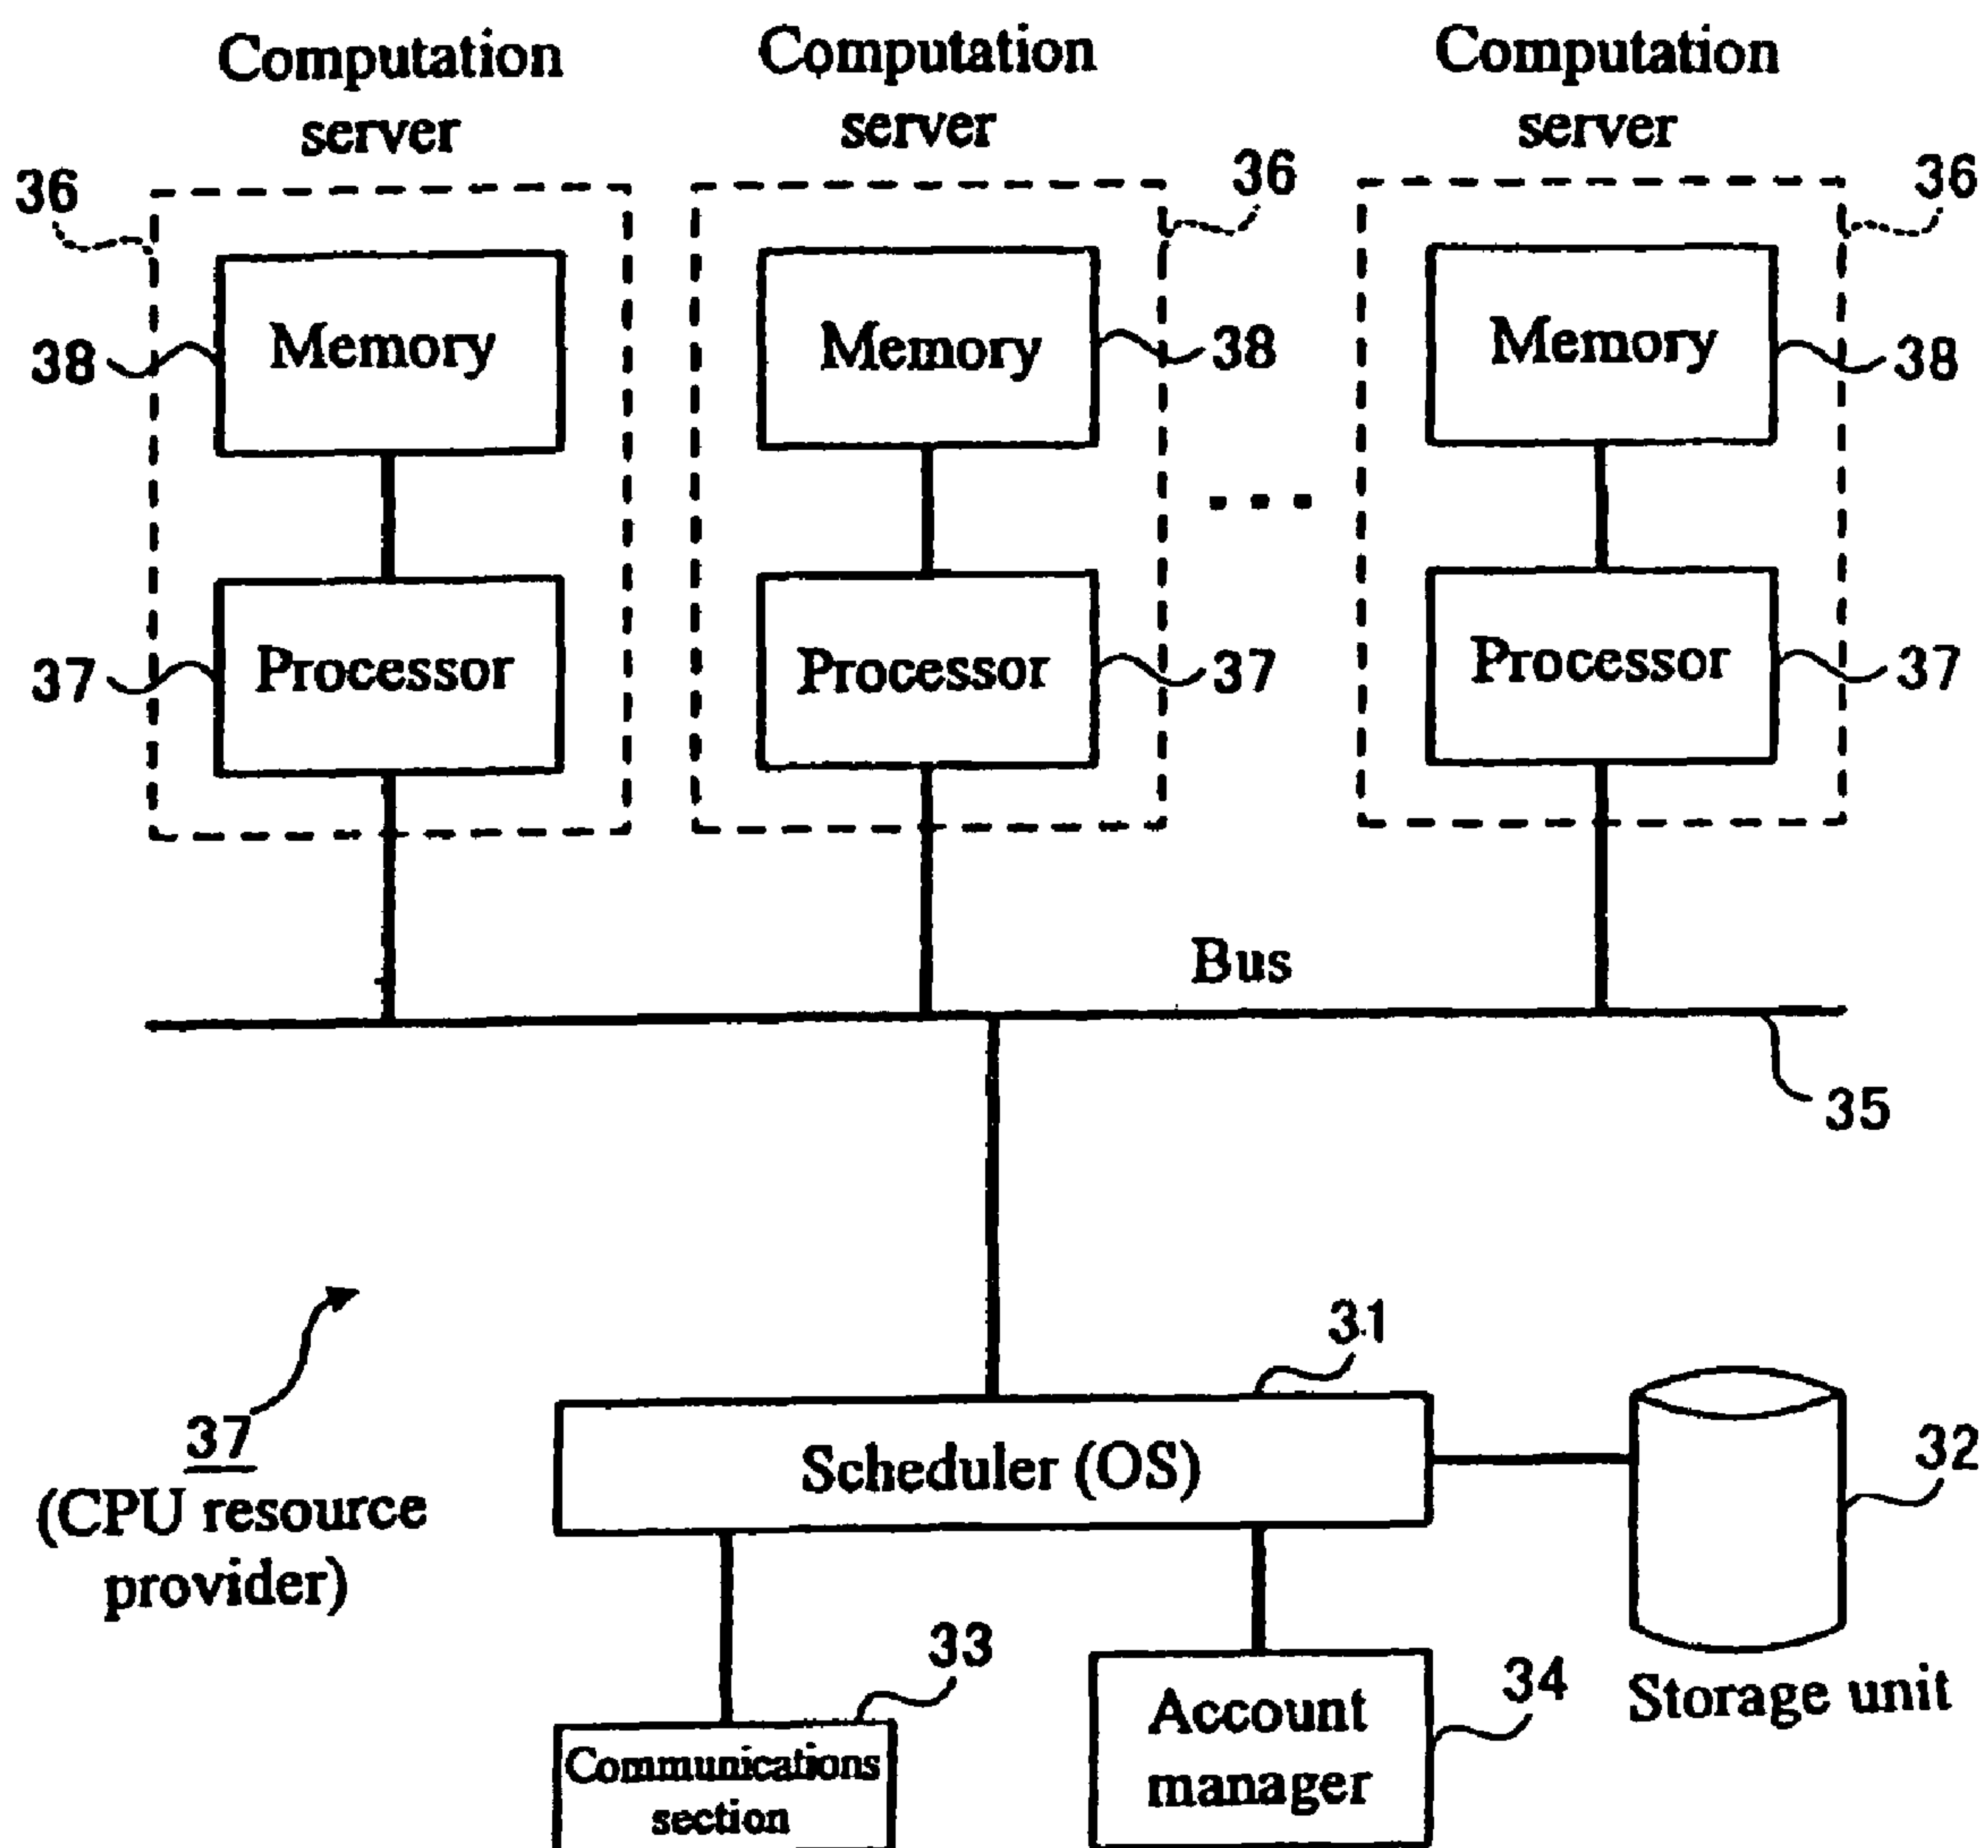 Computation
server
Computation
server
Computation
server
36
36
36
Memory
Memory
Memory
38
38
38
Processor
Processor
Processor
37
37
37
Bus
35
31
37
(CPU resource
provider)
Scheduler (OS)
32
33
34
Storage unit
Communications
section
Account
manager